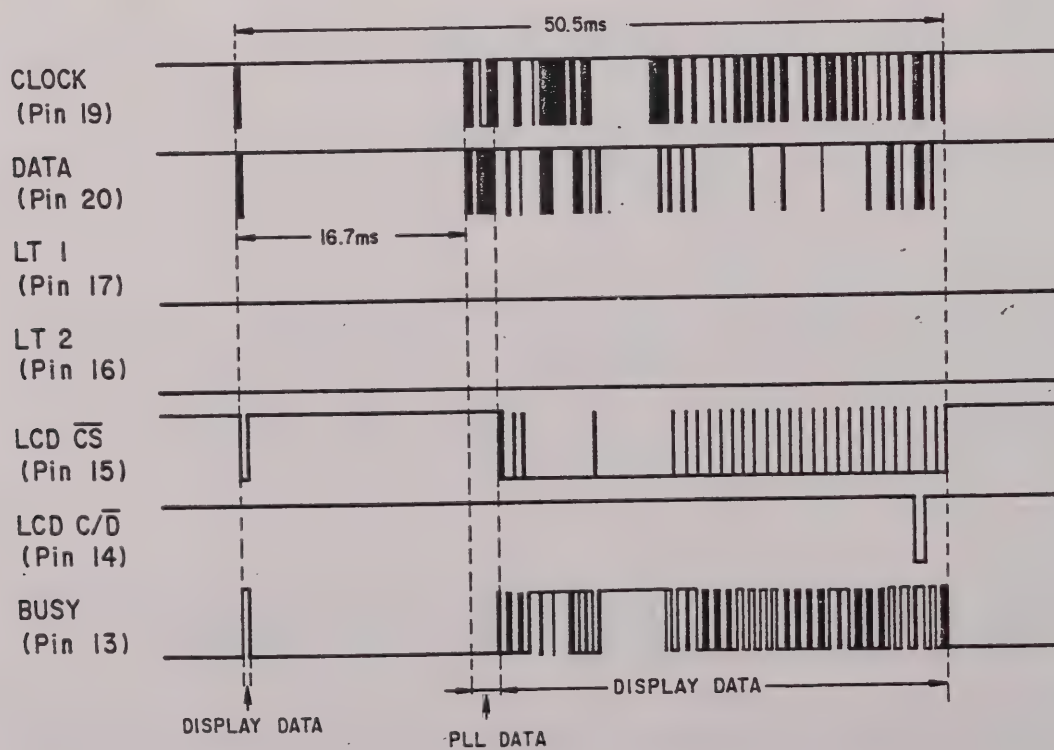 50.5ms
CLOCK
(Pin 19)
DATA
(Pin 20)
16.7ms
LT 1
(Pin 17)
LT 2
(Pin 16)
LCD C̅S̅
(Pin 15)
LCD C/D̅
(Pin 14)
BUSY
(Pin 13)
DISPLAY DATA
DISPLAY DATA
PLL DATA